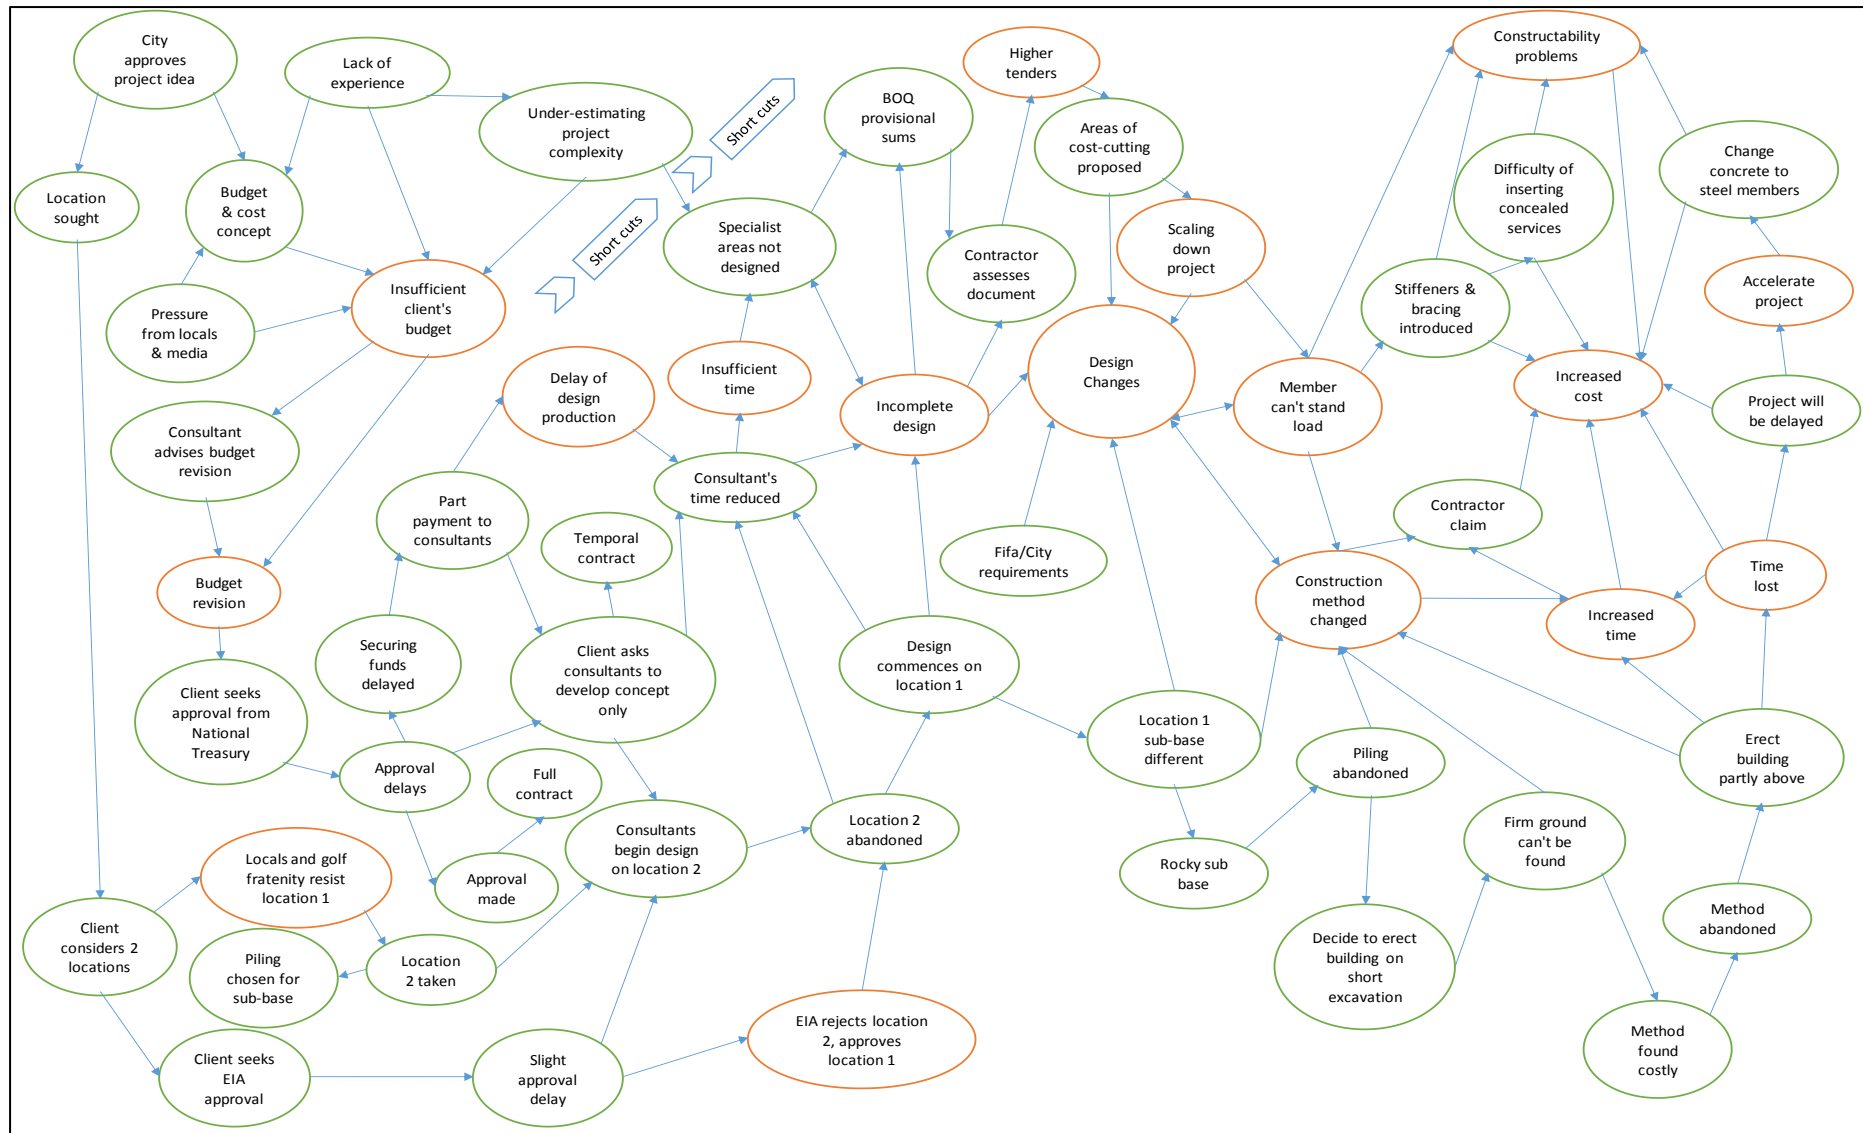 City
approves
project idea
Lack of
experience
Under-estimating
project
complexity
Short cuts
Short cuts
BOQ
provisional
sums
Higher
tenders
Areas of
cost-cutting
proposed
Constructability
problems
Location
sought
Budget
& cost
concept
Specialist
areas not
designed
Contractor
assesses
document
Scaling
down
project
Difficulty of
inserting
concealed
services
Change
concrete to
steel members
Pressure
from locals
& media
Insufficient
client's
budget
Stiffeners &
bracing
introduced
Accelerate
project
Insufficient
time
Delay of
design
production
Incomplete
design
Design
Changes
Member
can't stand
load
Increased
cost
Project will
be delayed
Consultant
advises budget
revision
Part
payment to
consultants
Consultant's
time reduced
Temporal
contract
Fifa/City
requirements
Contractor
claim
Budget
revision
Construction
method
changed
Increased
time
Time
lost
Securing
funds
delayed
Client asks
consultants to
develop concept
only
Design
commences on
location 1
Client seeks
approval from
National
Treasury
Location 1
sub-base
different
Piling
abandoned
Erect
building
partly above
Approval
delays
Full
contract
Consultants
begin design
on location 2
Location 2
abandoned
Firm ground
can't be
found
Rocky sub
base
Locals and golf
fratenity resist
location 1
Approval
made
Method
abandoned
Client
considers 2
locations
Piling
chosen for
sub-base
Location
2 taken
Decide to erect
building on
short
excavation
EIA rejects location
2, approves
location 1
Method
found
costly
Client seeks
EIA
approval
Slight
approval
delay